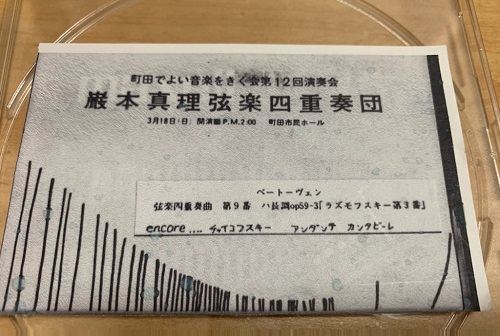 町田でよい音楽をきく会第12回演奏会
巌本真理弦楽四重奏団
3月18日(日) 開演■P.M.2:00 町田市民ホール
ベートーヴェン
弦楽四重奏曲 第9番 ハ長調op59-3「ラズモフスキー第3番」
encore.... チャイコフスキー アンダンテ カンタビーレ